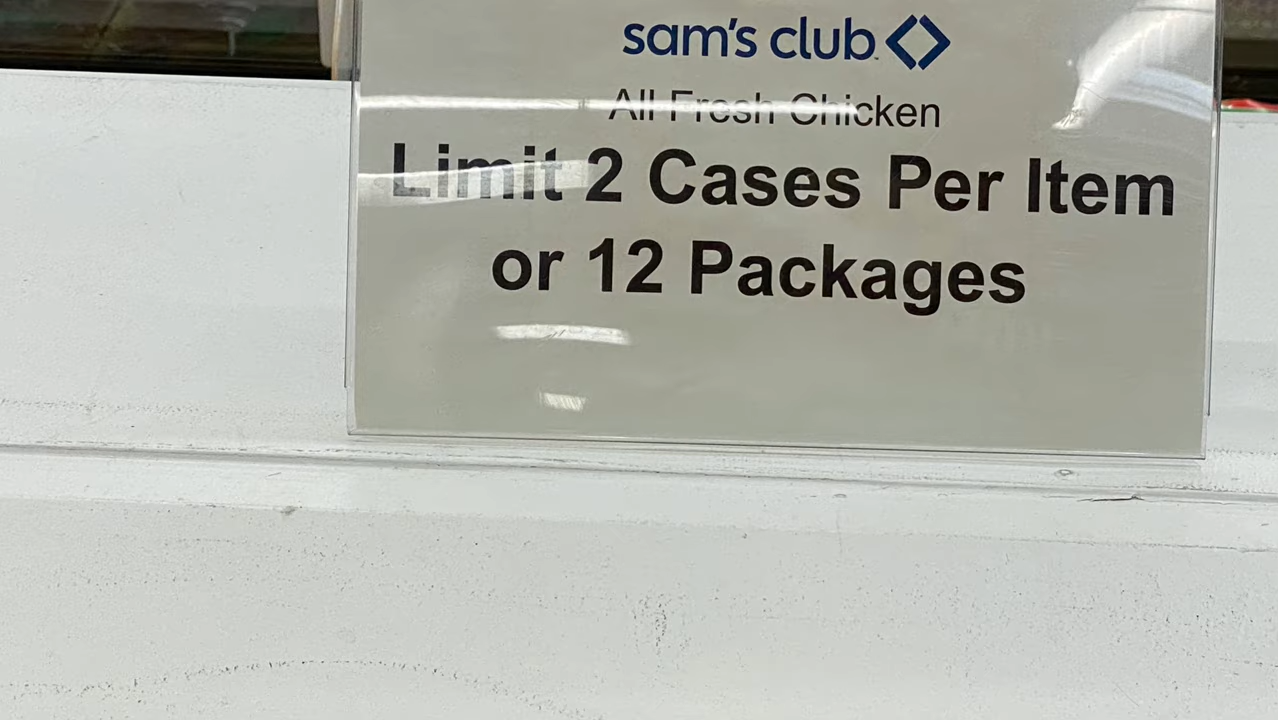 sam's club
All Fresh Chicken
Limit 2 Cases Per Item
or 12 Packages